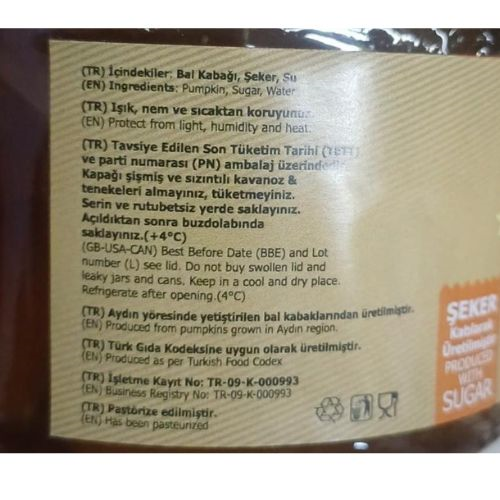 (TR) İçindekiler: Bal Kabağı, Şeker, Su
(EN) Ingredients: Pumpkin, Sugar, Water
(TR) Işık, nem ve sıcaktan koruyunuz.
(EN) Protect from light, humidity and heat.
(TR) Tavsiye Edilen Son Tüketim Tarihi (TETT)
ve parti numarası (PN) ambalaj üzerindedir.
Kapağı şişmiş ve sızıntılı kavanoz &
tenekeleri almayınız, tüketmeyiniz.
Serin ve rutubetsiz yerde saklayınız.
Açıldıktan sonra buzdolabında
saklayınız.(+4°C)
(GB-USA-CAN) Best Before Date (BBE) and Lot
number (L) see lid. Do not buy swollen lid and
leaky jars and cans. Keep in a cool and dry place.
Refrigerate after opening.(4°C)
(TR) Aydın yöresinde yetiştirilen bal kabaklarından üretilmiştir.
(EN) Produced from pumpkins grown in Aydın region.
(TR) Türk Gıda Kodeksine uygun olarak üretilmiştir.
(EN) Produced as per Turkish Food Codex
(TR) İşletme Kayıt No: TR-09-K-000993
(EN) Business Registry No: TR-09-K-000993
(TR) Pastörize edilmiştir.
(EN) Has been pasteurized
ŞEKER
Katılarak
Üretilmiştir
PRODUCED
WITH
SUGAR